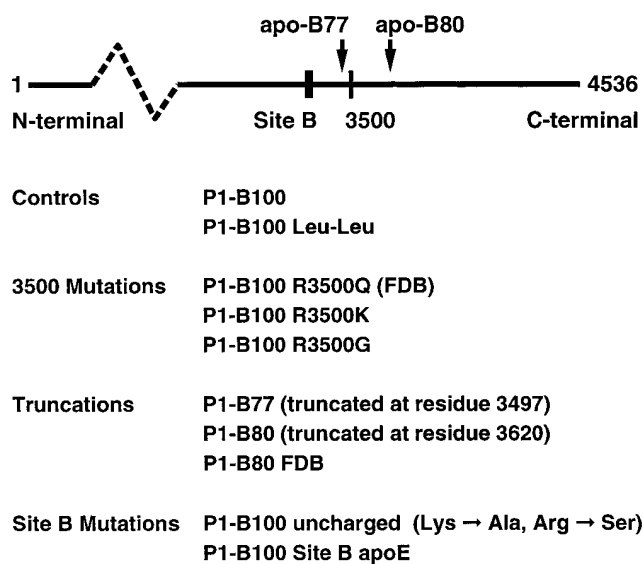 apo-B77 apo-B80
1 4536
N-terminal Site B 3500 C-terminal
Controls P1-B100
P1-B100 Leu-Leu
3500 Mutations P1-B100 R3500Q (FDB)
P1-B100 R3500K
P1-B100 R3500G
Truncations P1-B77 (truncated at residue 3497)
P1-B80 (truncated at residue 3620)
P1-B80 FDB
Site B Mutations P1-B100 uncharged (Lys → Ala, Arg → Ser)
P1-B100 Site B apoE